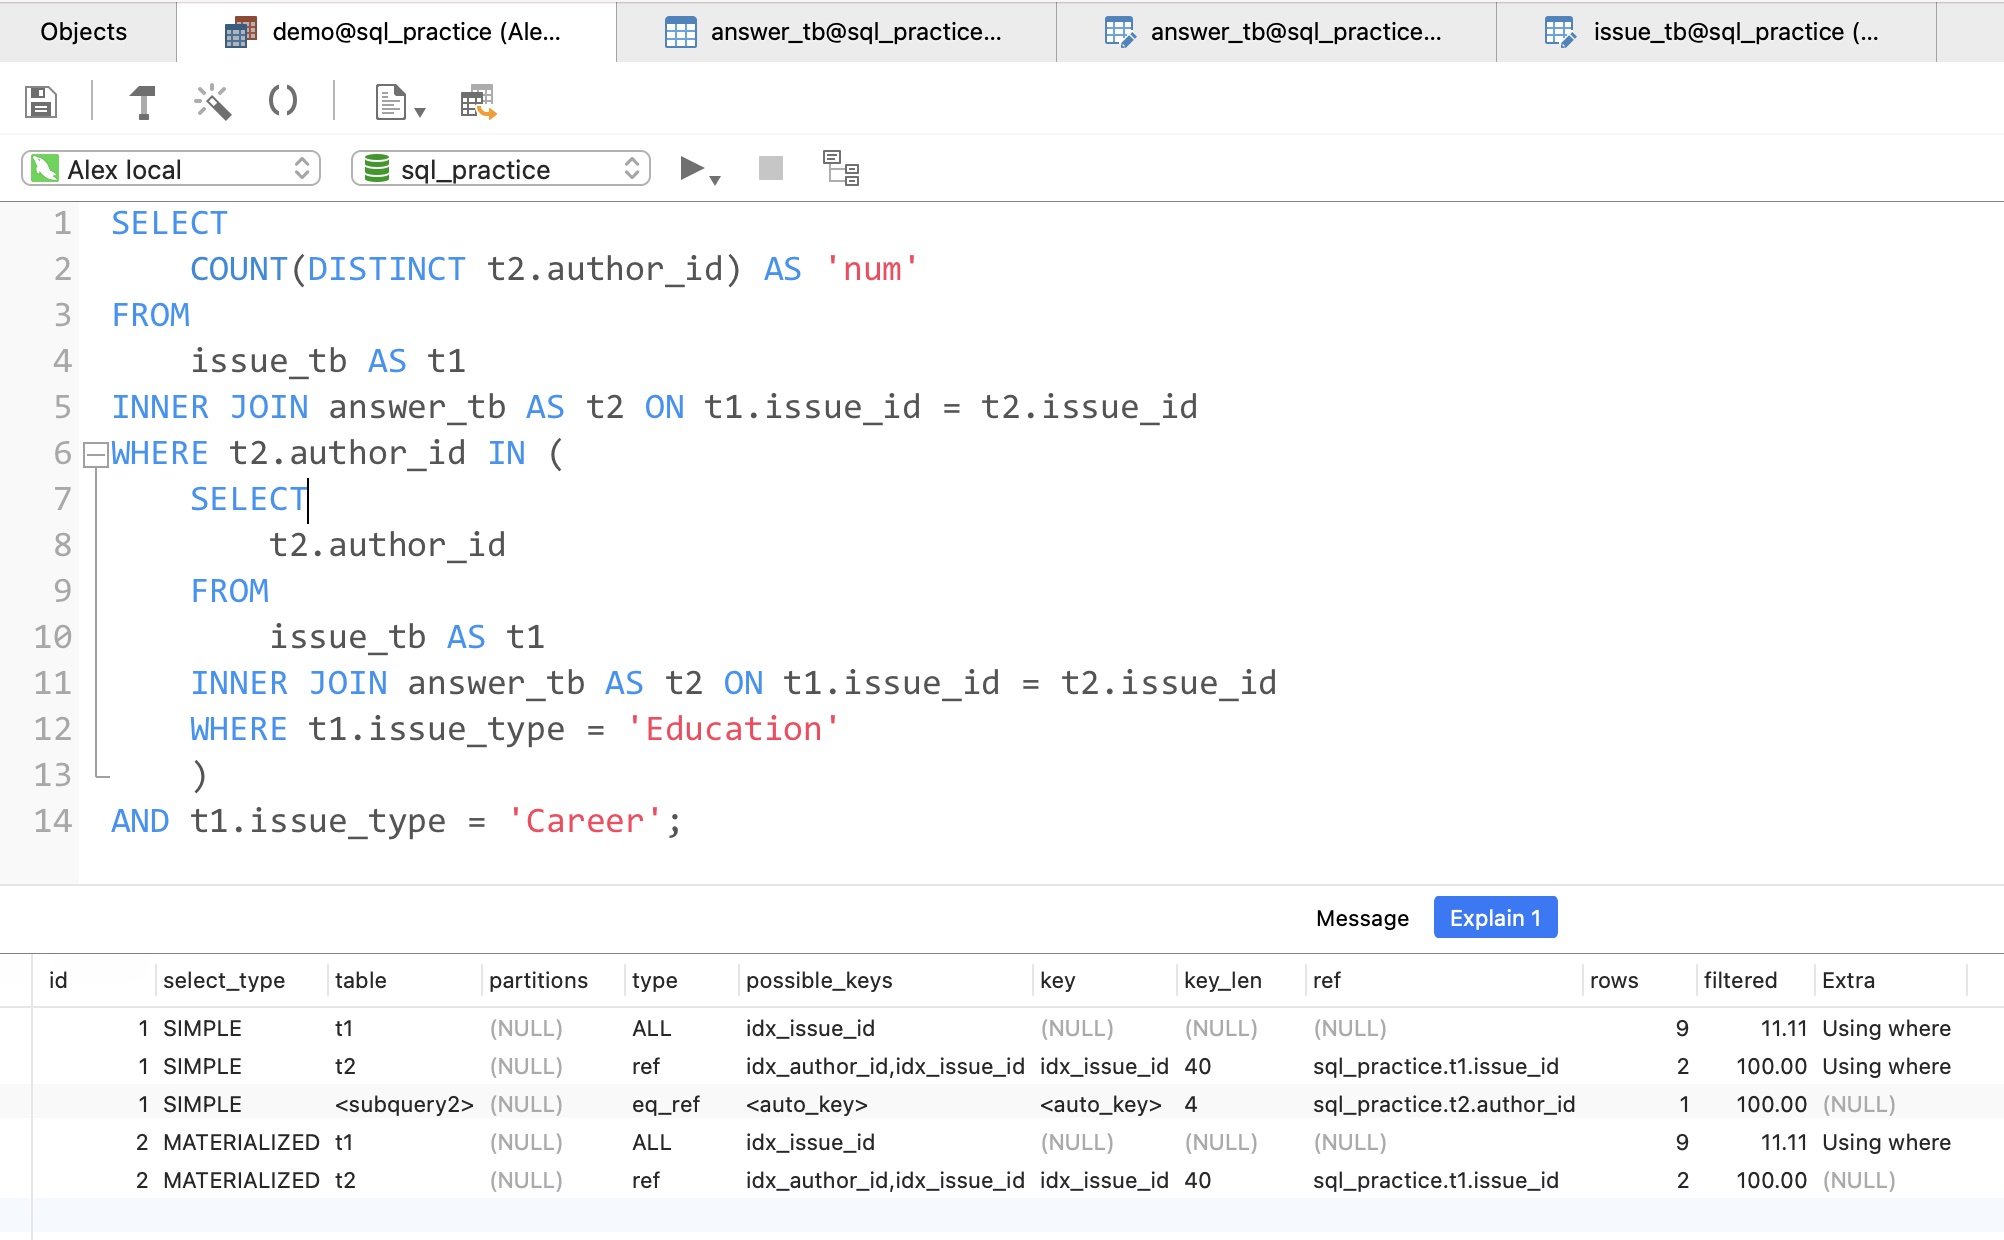 Objects demo@sql_practice (Ale... answer_tb@sql_practice... answer_tb@sql_practice... issue_tb@sql_practice (...
Alex local sql_practice
1 SELECT
2 COUNT(DISTINCT t2.author_id) AS 'num'
3 FROM
4 issue_tb AS t1
5 INNER JOIN answer_tb AS t2 ON t1.issue_id = t2.issue_id
6 WHERE t2.author_id IN (
7 SELECT
8 t2.author_id
9 FROM
10 issue_tb AS t1
11 INNER JOIN answer_tb AS t2 ON t1.issue_id = t2.issue_id
12 WHERE t1.issue_type = 'Education'
13 )
14 AND t1.issue_type = 'Career';
Message Explain 1
id select_type table partitions type possible_keys key key_len ref rows filtered Extra
1 SIMPLE t1 (NULL) ALL idx_issue_id (NULL) (NULL) (NULL) 9 11.11 Using where
1 SIMPLE t2 (NULL) ref idx_author_id,idx_issue_id idx_issue_id 40 sql_practice.t1.issue_id 2 100.00 Using where
1 SIMPLE <subquery2> (NULL) eq_ref <auto_key> <auto_key> 4 sql_practice.t2.author_id 1 100.00 (NULL)
2 MATERIALIZED t1 (NULL) ALL idx_issue_id (NULL) (NULL) (NULL) 9 11.11 Using where
2 MATERIALIZED t2 (NULL) ref idx_author_id,idx_issue_id idx_issue_id 40 sql_practice.t1.issue_id 2 100.00 (NULL)